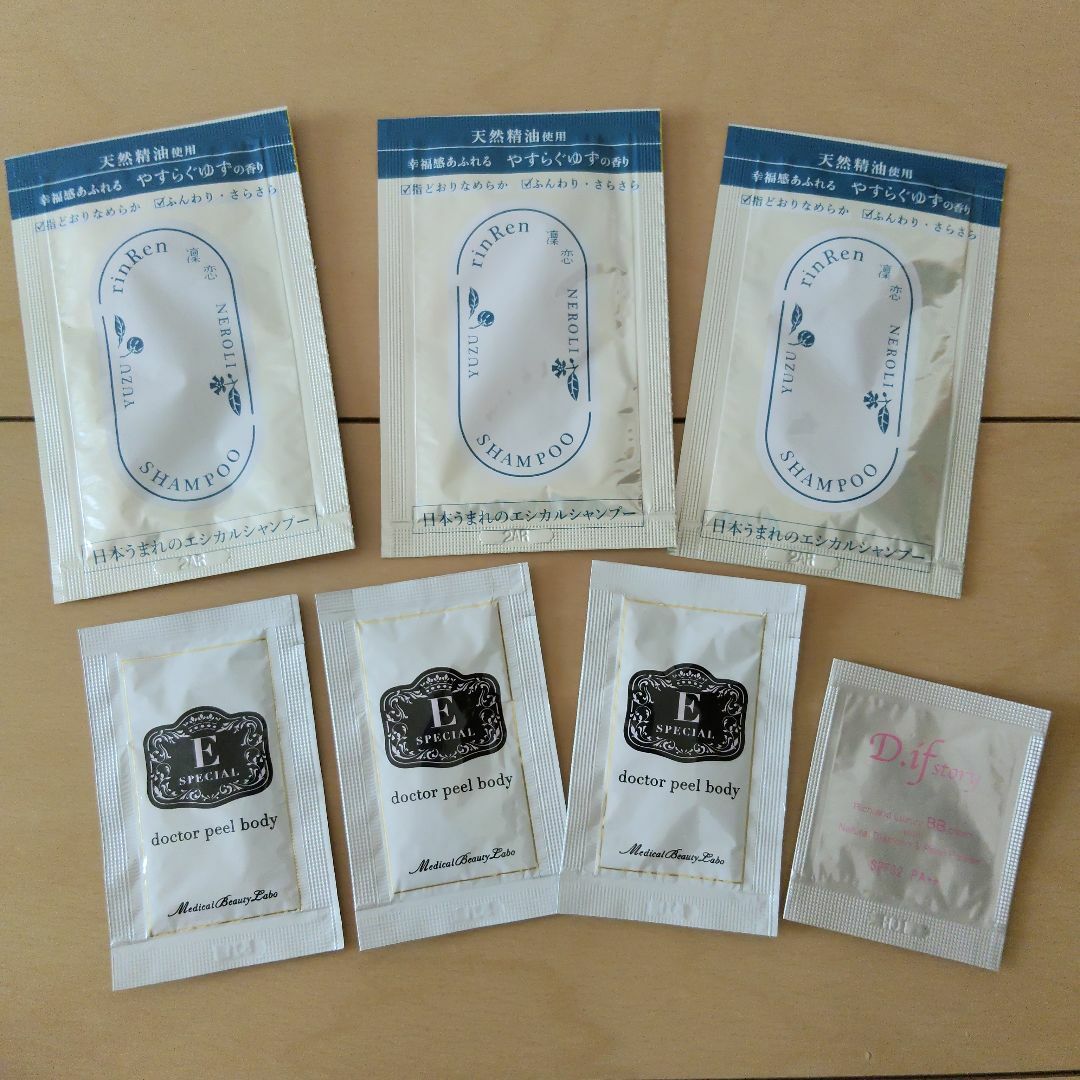 天然精油使用
幸福感あふれる やすらぐゆずの香り
☑指どおりなめらか ☑ふんわり・さらさら
rinRen
凜恋
NEROLI
YUZU
SHAMPOO
日本うまれのエシカルシャンプー
2AR
天然精油使用
幸福感あふれる やすらぐゆずの香り
☑指どおりなめらか ☑ふんわり・さらさら
rinRen
凜恋
NEROLI
YUZU
SHAMPOO
日本うまれのエシカルシャンプー
2AR
天然精油使用
幸福感あふれる やすらぐゆずの香り
☑指どおりなめらか ☑ふんわり・さらさら
rinRen
凜恋
NEROLI
YUZU
SHAMPOO
日本うまれのエシカルシャンプー
2AR
E
SPECIAL
doctor peel body
Medical Beauty Labo
E
SPECIAL
doctor peel body
Medical Beauty Labo
E
SPECIAL
doctor peel body
Medical Beauty Labo
D.if story
Rich and BB cream
Natural
SPF32 PA++